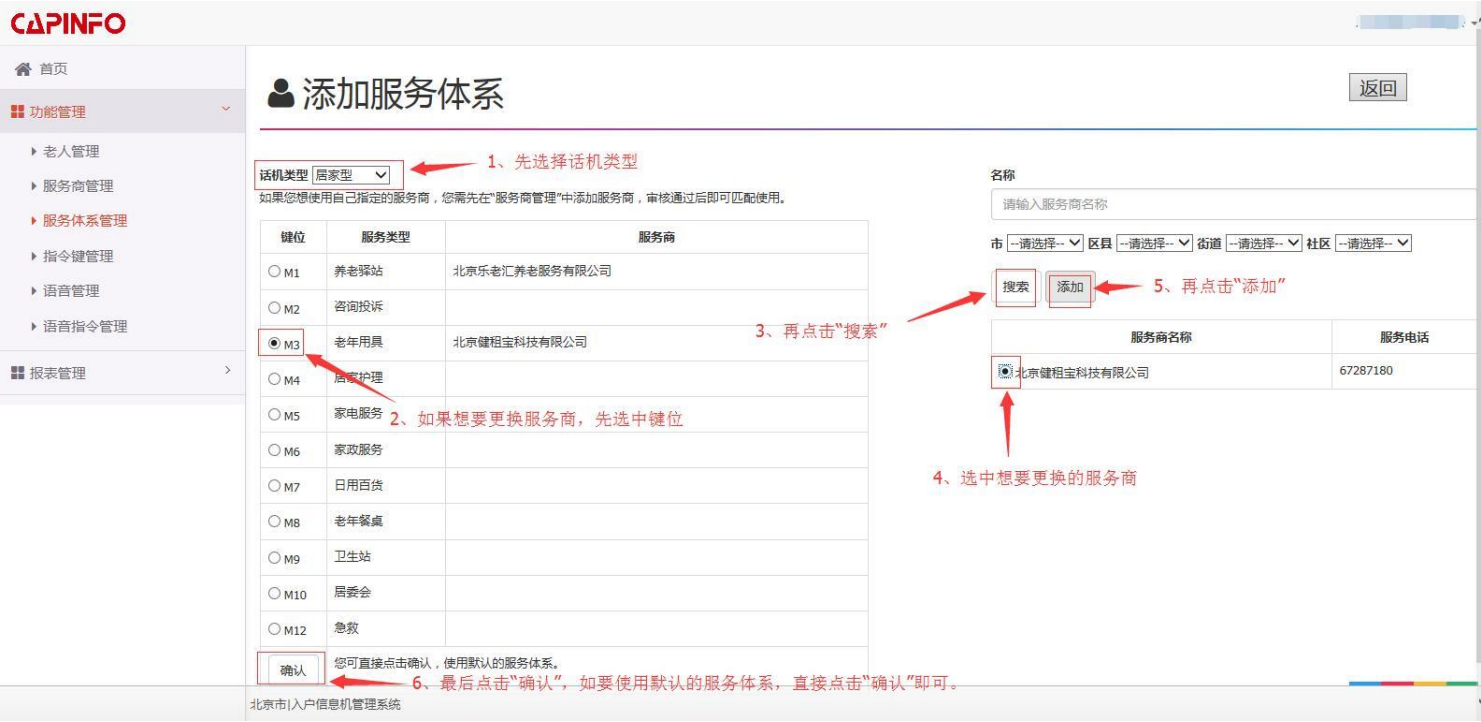 CAPINFO
首页
功能管理
老人管理
服务商管理
服务体系管理
指令键管理
语音管理
语音指令管理
报表管理
添加服务体系
返回
话机类型 居家型
1、先选择话机类型
如果您想使用自己指定的服务商，您需先在“服务商管理”中添加服务商，审核通过后即可匹配使用。
键位 服务类型 服务商
M1 养老驿站 北京乐老汇养老服务有限公司
M2 咨询投诉
M3 老年用具 北京健租宝科技有限公司
M4 居家护理
M5 家电服务
2、如果想要更换服务商，先选中键位
M6 家政服务
M7 日用百货
M8 老年餐桌
M9 卫生站
M10 居委会
M12 急救
确认 您可直接点击确认，使用默认的服务体系。
6、最后点击“确认”，如要使用默认的服务体系，直接点击“确认”即可。
名称
请输入服务商名称
市 --请选择-- 区县 --请选择-- 街道 --请选择-- 社区 --请选择--
搜索 添加
5、再点击“添加”
3、再点击“搜索”
服务商名称 服务电话
北京健租宝科技有限公司 67287180
4、选中想要更换的服务商
北京市|入户信息机管理系统